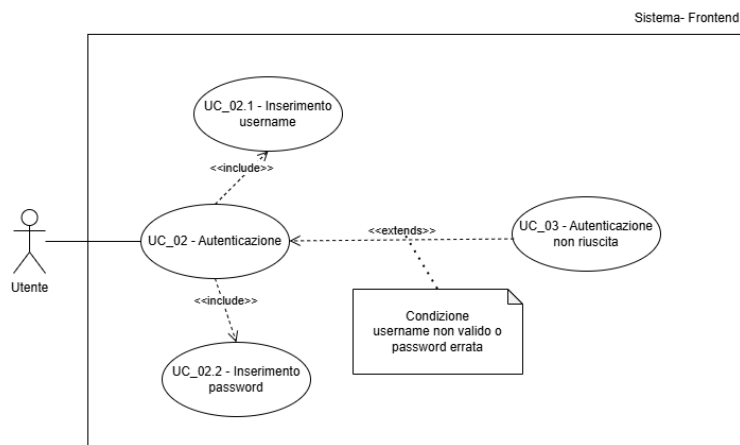 Sistema- Frontend
UC_02.1 - Inserimento
username
<<include>>
UC_02 - Autenticazione
<<extends>>
UC_03 - Autenticazione
non riuscita
Utente
<<include>>
Condizione
username non valido o
password errata
UC_02.2 - Inserimento
password